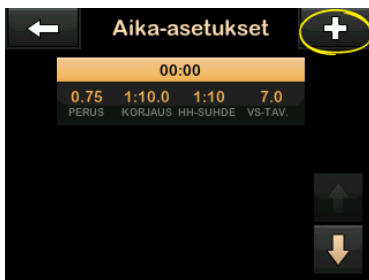 Aika-asetukset
00:00
0.75 1:10.0 1:10 7.0
PERUS KORJAUS HH-SUHDE VS-TAV.